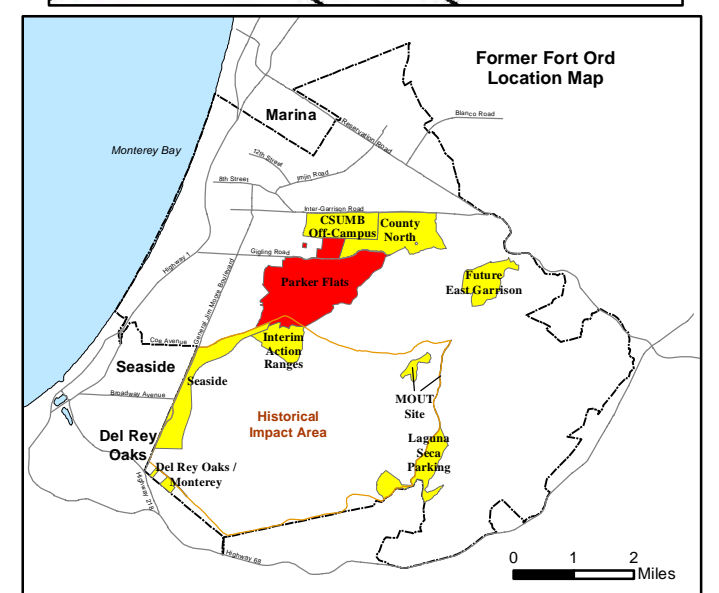 Former Fort Ord
Location Map
Blanco Road
Marina
Reservation Road
Monterey Bay
12th Street
Imjin Road
8th Street
Inter-Garrison Road
CSUMB
Off-Campus
County
North
Gigling Road
Highway 1
General Jim Moore Boulevard
Parker Flats
Future
East Garrison
Coe Avenue
Interim
Action
Ranges
Seaside
Seaside
Broadway Avenue
MOUT
Site
Historical
Impact Area
Del Rey
Oaks
Laguna
Seca
Parking
Del Rey Oaks /
Monterey
Highway 218
Highway 68
0 1 2
Miles